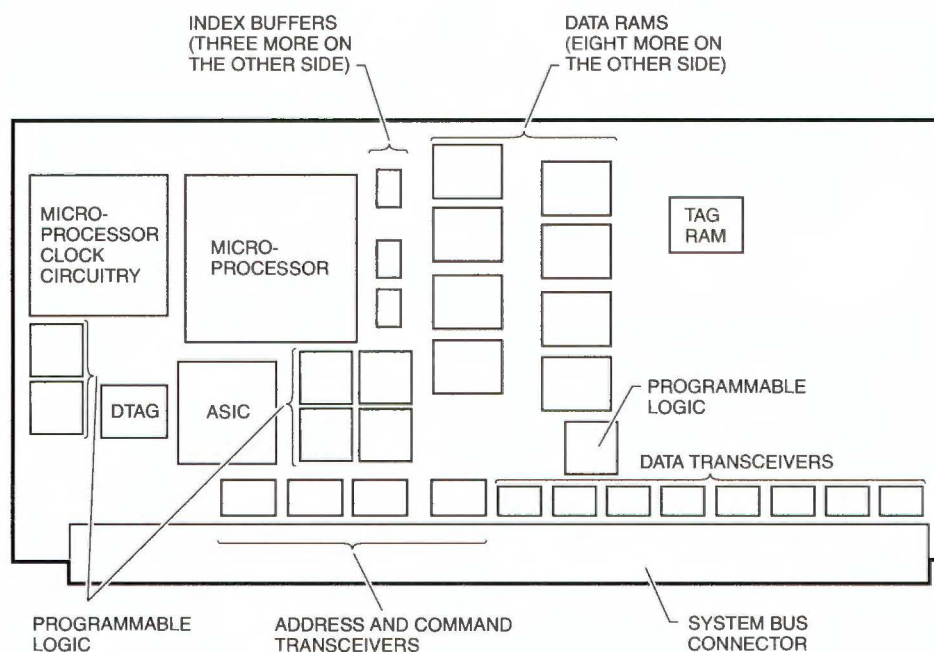 INDEX BUFFERS
(THREE MORE ON
THE OTHER SIDE)
DATA RAMS
(EIGHT MORE ON
THE OTHER SIDE)
MICRO-
PROCESSOR
CLOCK
CIRCUITRY
MICRO-
PROCESSOR
TAG
RAM
DTAG
ASIC
PROGRAMMABLE
LOGIC
DATA TRANSCEIVERS
PROGRAMMABLE
LOGIC
ADDRESS AND COMMAND
TRANSCEIVERS
SYSTEM BUS
CONNECTOR